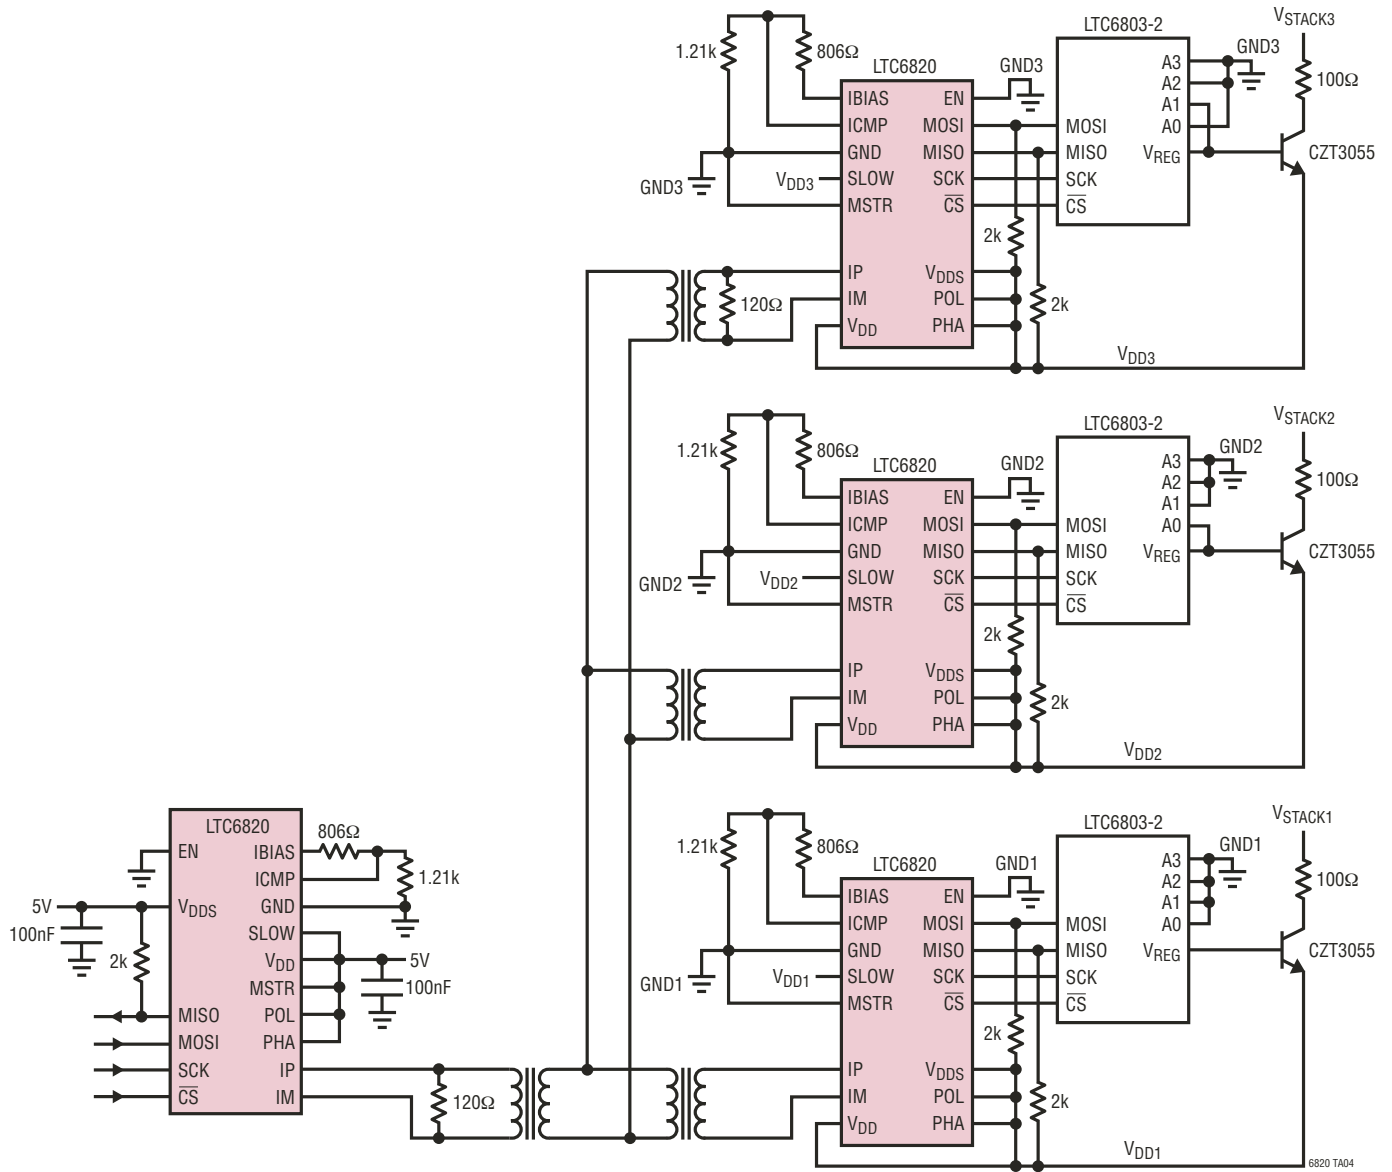 VSTACK3
LTC6803-2
GND3
1.21k
806Ω
LTC6820
GND3
A3
A2
A1
A0
VREG
100Ω
CZT3055
IBIAS
EN
ICMP
MOSI
MOSI
GND
MISO
MISO
GND3
VDD3
SLOW
SCK
SCK
MSTR
CS
CS
2k
IP
VDDS
120Ω
IM
POL
2k
VDD
PHA
VDD3
VSTACK2
LTC6803-2
GND2
1.21k
806Ω
LTC6820
GND2
A3
A2
A1
A0
VREG
100Ω
CZT3055
IBIAS
EN
ICMP
MOSI
MOSI
GND
MISO
MISO
GND2
VDD2
SLOW
SCK
SCK
MSTR
CS
CS
2k
IP
VDDS
IM
POL
2k
VDD
PHA
VDD2
VSTACK1
LTC6803-2
GND1
1.21k
806Ω
LTC6820
GND1
A3
A2
A1
A0
VREG
100Ω
CZT3055
IBIAS
EN
ICMP
MOSI
MOSI
GND
MISO
MISO
GND1
VDD1
SLOW
SCK
SCK
MSTR
CS
CS
2k
IP
VDDS
IM
POL
2k
VDD
PHA
VDD1
LTC6820
806Ω
EN
IBIAS
ICMP
1.21k
5V
VDDS
GND
100nF
SLOW
2k
VDD
5V
MSTR
100nF
MISO
POL
MOSI
PHA
SCK
IP
CS
IM
120Ω
6820 TA04